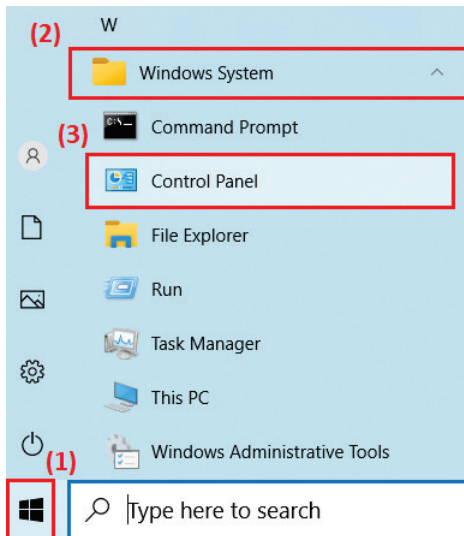 W
(2)
Windows System
Command Prompt
(3)
Control Panel
File Explorer
Run
Task Manager
This PC
Windows Administrative Tools
(1)
Type here to search